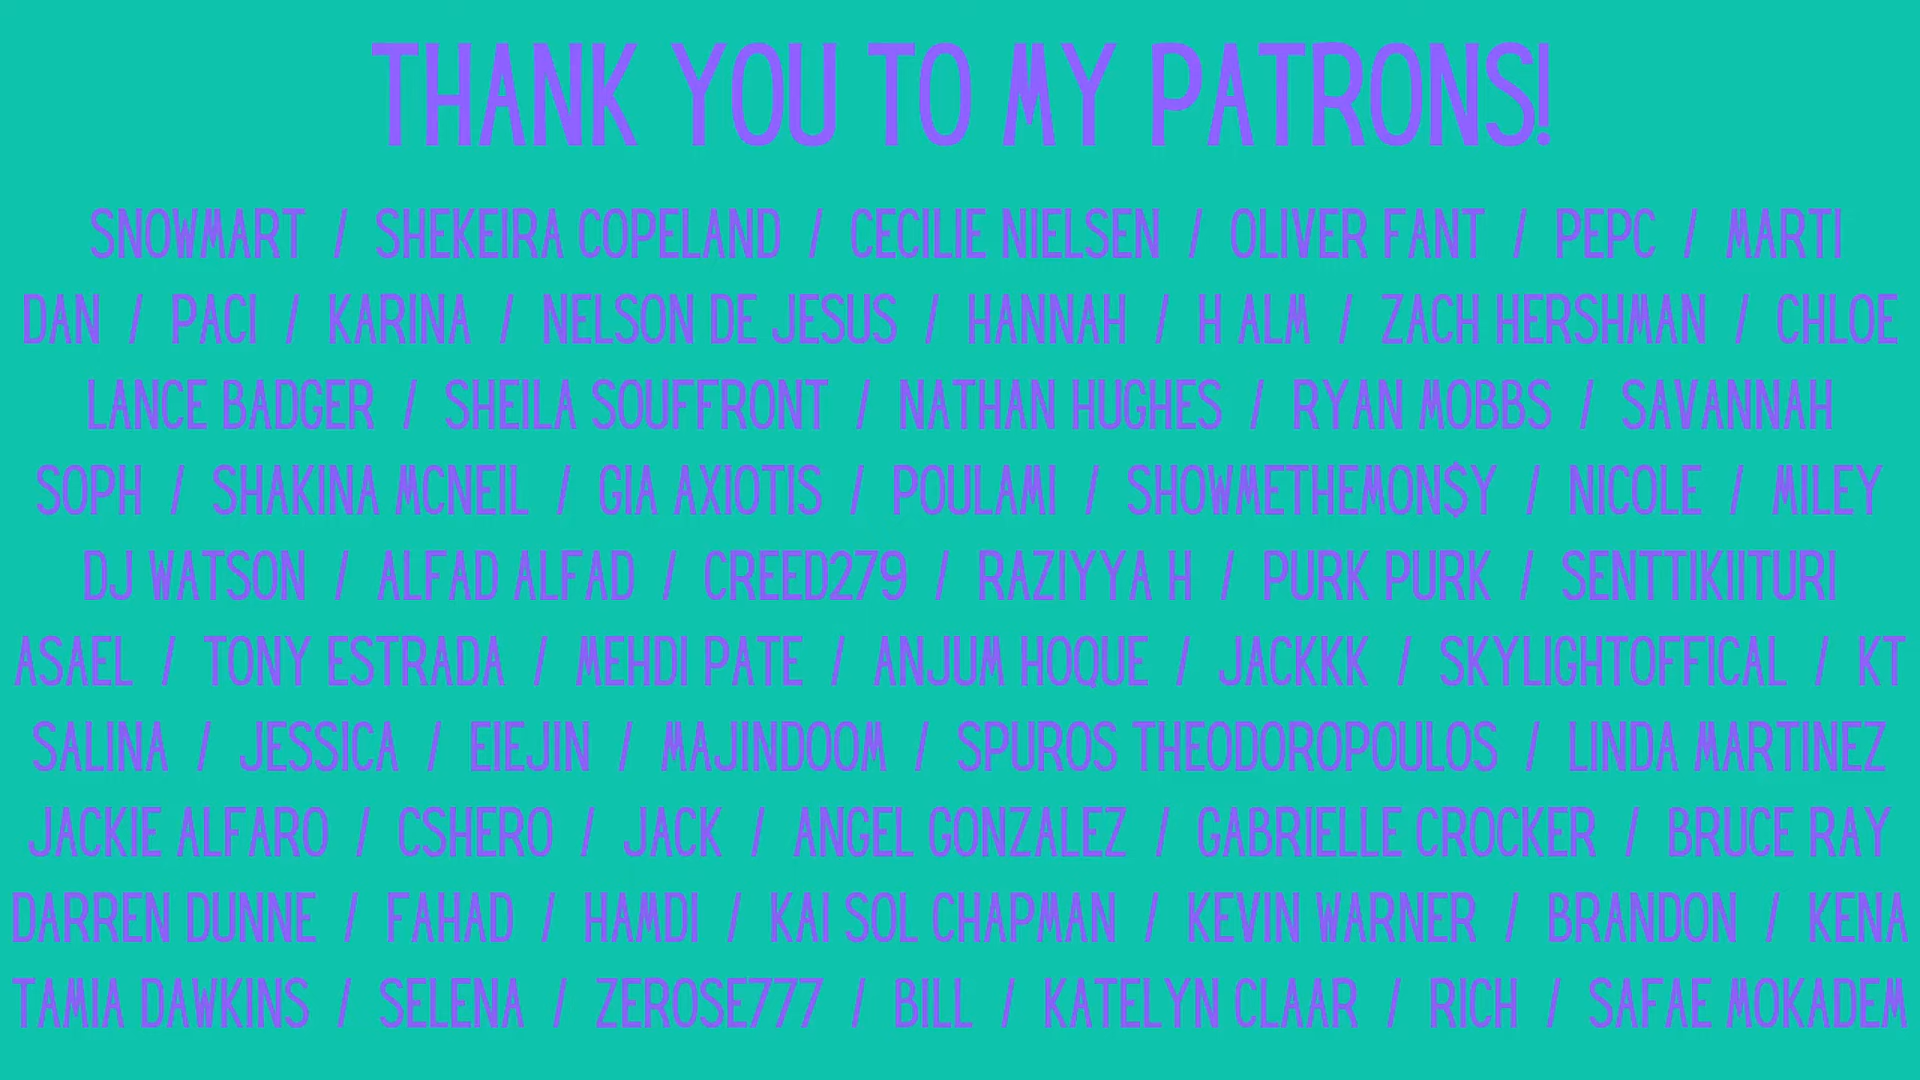 THANK YOU TO MY PATRONS!
SNOWMART / SHEKEIRA COPELAND / CECILIE NIELSEN / OLIVER FANT / PEPC / MARTI
DAN / PACI / KARINA / NELSON DE JESUS / HANNAH / H ALM / ZACH HERSHMAN / CHLOE
LANCE BADGER / SHEILA SOUFFRONT / NATHAN HUGHES / RYAN MOBBS / SAVANNAH
SOPH / SHAKINA MCNEIL / GIA AXIOTIS / POULAMI / SHOWMETHEMON$Y / NICOLE / MILEY
DJ WATSON / ALFAD ALFAD / CREED279 / RAZIYYA H / PURK PURK / SENTTIKIITURI
ASAEL / TONY ESTRADA / MEHDI PATE / ANJUM HOQUE / JACKKK / SKYLIGHTOFFICAL / KT
SALINA / JESSICA / EIEJIN / MAJINDOOM / SPUROS THEODOROPOULOS / LINDA MARTINEZ
JACKIE ALFARO / CSHERO / JACK / ANGEL GONZALEZ / GABRIELLE CROCKER / BRUCE RAY
DARREN DUNNE / FAHAD / HAMDI / KAI SOL CHAPMAN / KEVIN WARNER / BRANDON / KENA
TAMIA DAWKINS / SELENA / ZEROSE777 / BILL / KATELYN CLAAR / RICH / SAFAE MOKADEM